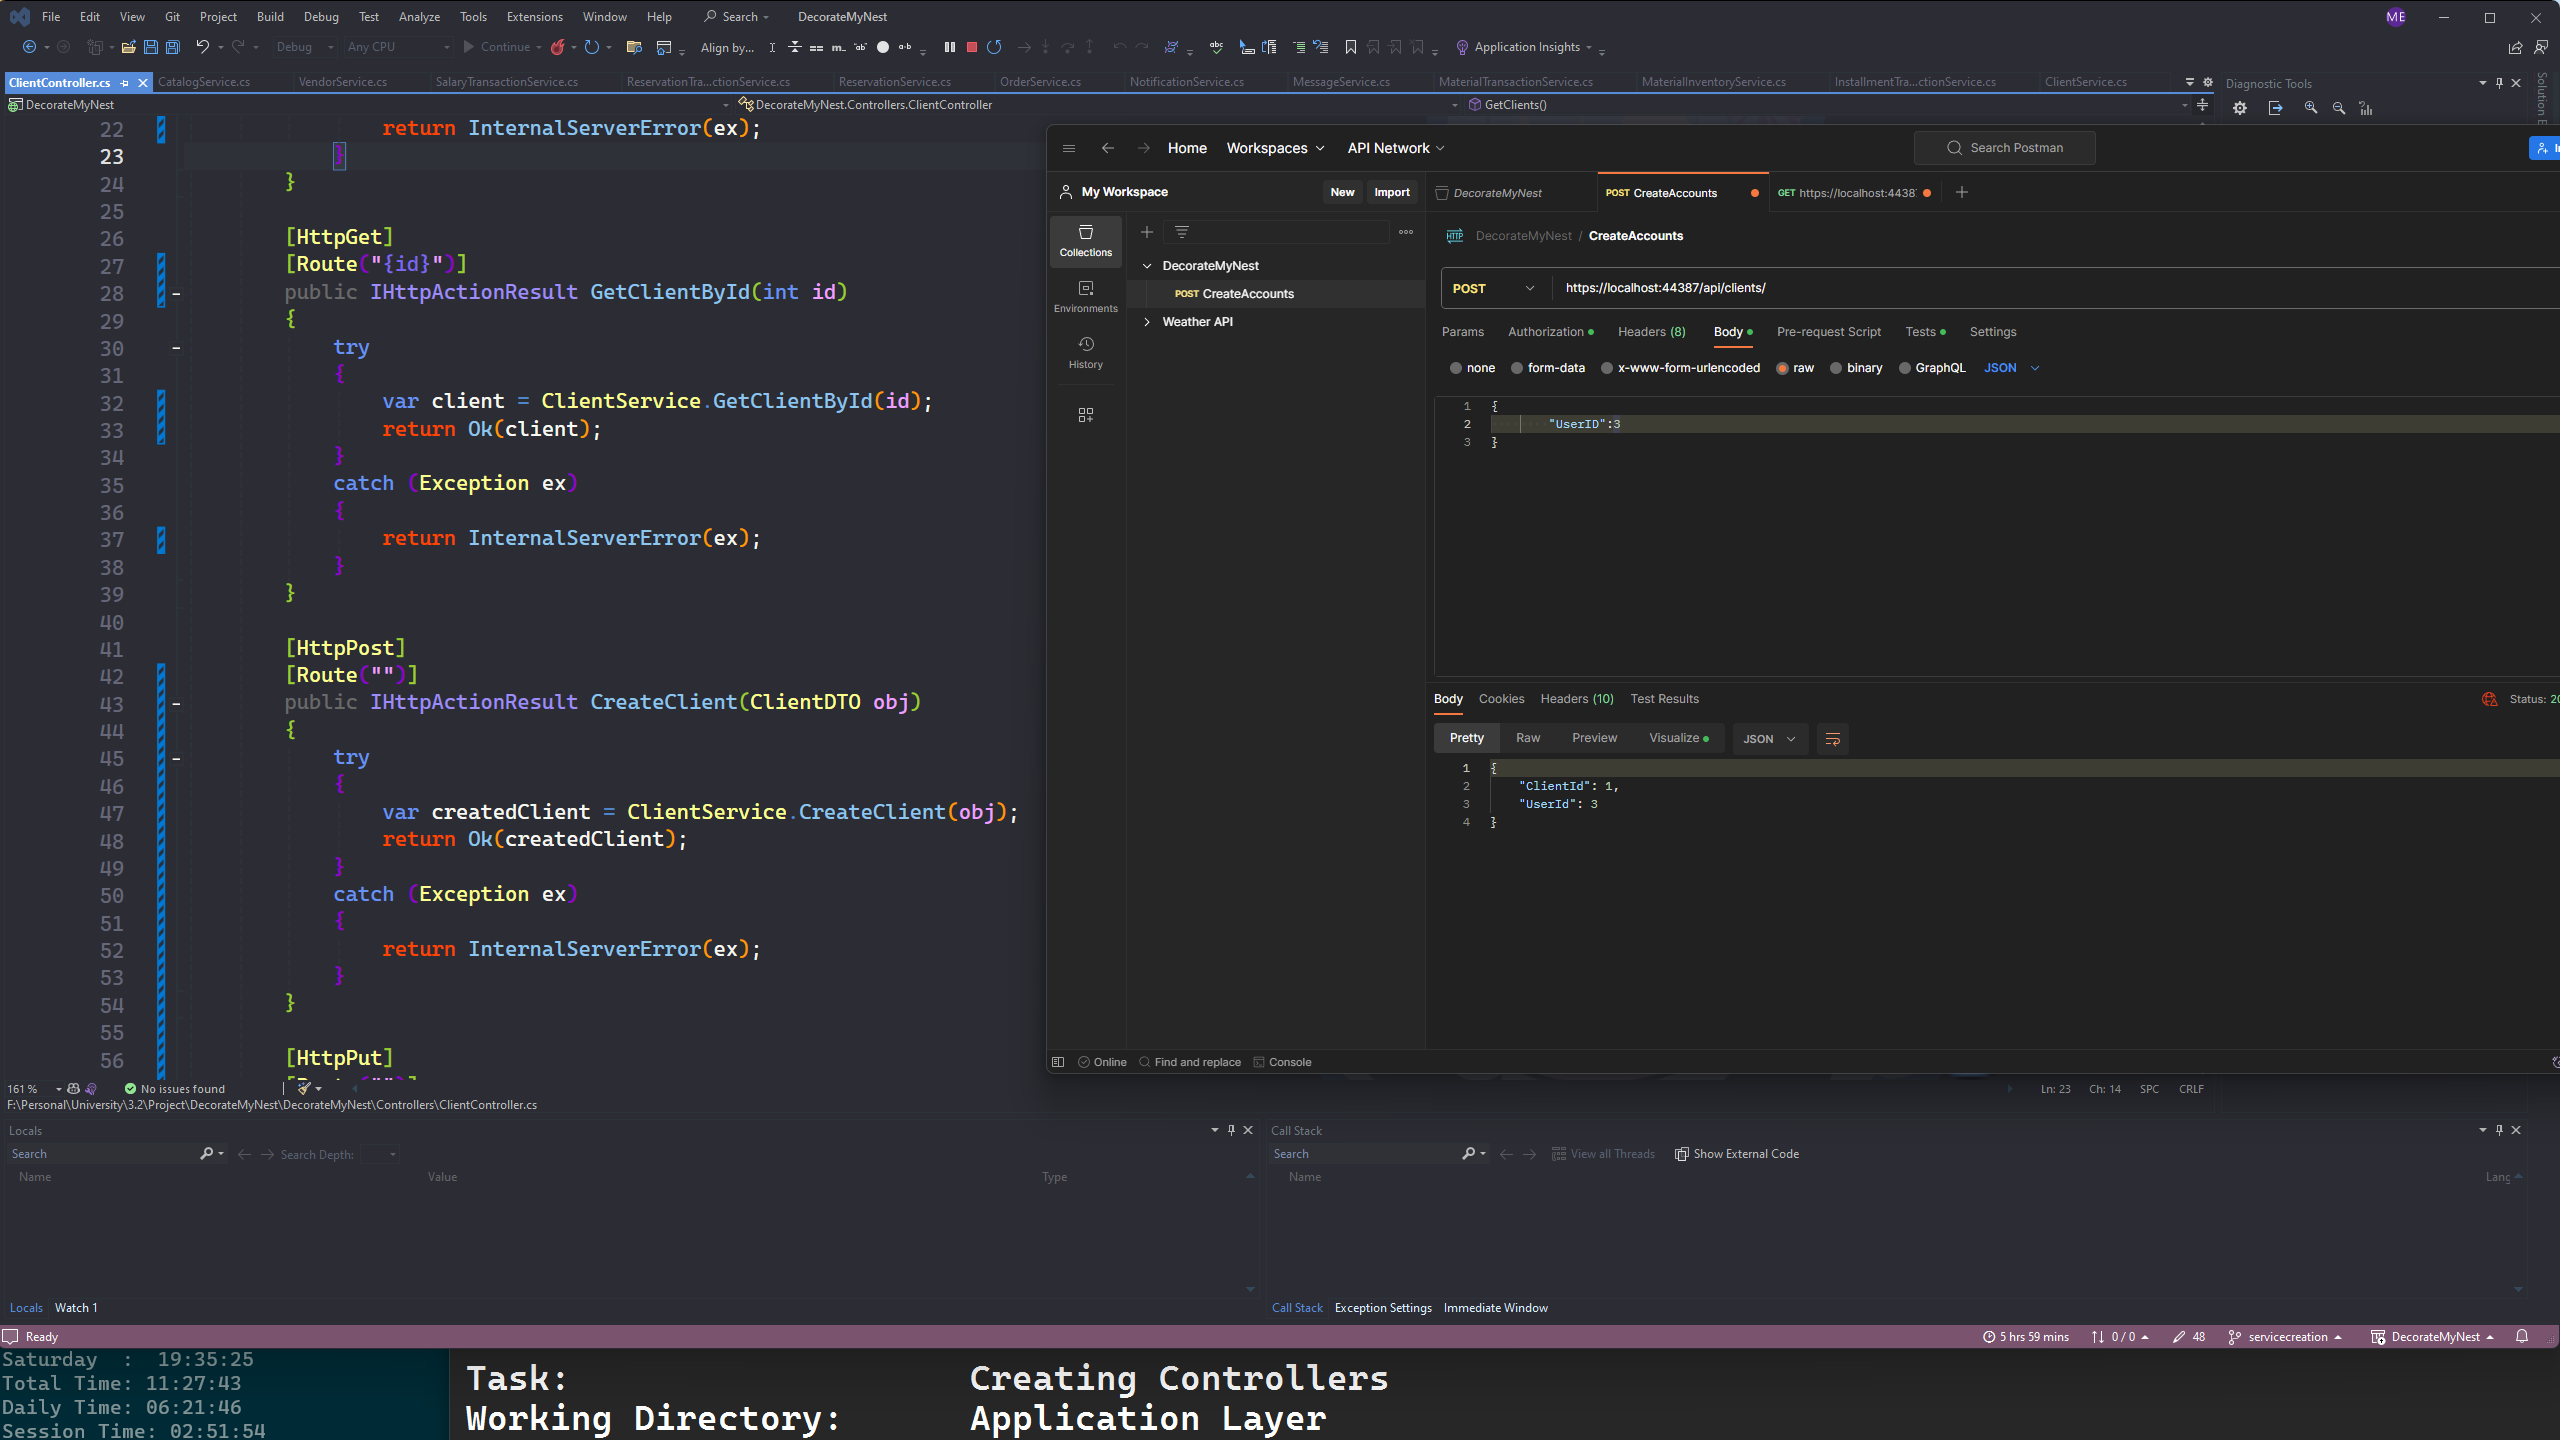 File Edit View Git Project Build Debug Test Analyze Tools Extensions Window Help Search DecorateMyNest ME
Debug Any CPU Continue Align by... Application Insights
ClientController.cs CatalogService.cs VendorService.cs SalaryTransactionService.cs ReservationTra...ctionService.cs ReservationService.cs OrderService.cs NotificationService.cs MessageService.cs MaterialTransactionService.cs MaterialInventoryService.cs InstallmentTra...ctionService.cs ClientService.cs Diagnostic Tools
DecorateMyNest DecorateMyNest.Controllers.ClientController GetClients()
22 return InternalServerError(ex);
23 }
24 }
25
26 [HttpGet]
27 [Route("{id}")]
28 public IHttpActionResult GetClientById(int id)
29 {
30 try
31 {
32 var client = ClientService.GetClientById(id);
33 return Ok(client);
34 }
35 catch (Exception ex)
36 {
37 return InternalServerError(ex);
38 }
39 }
40
41 [HttpPost]
42 [Route("")]
43 public IHttpActionResult CreateClient(ClientDTO obj)
44 {
45 try
46 {
47 var createdClient = ClientService.CreateClient(obj);
48 return Ok(createdClient);
49 }
50 catch (Exception ex)
51 {
52 return InternalServerError(ex);
53 }
54 }
55
56 [HttpPut]
Home Workspaces API Network Search Postman
My Workspace New Import
DecorateMyNest POST CreateAccounts GET https://localhost:4438
Collections
Environments
History
DecorateMyNest
POST CreateAccounts
Weather API
DecorateMyNest / CreateAccounts
POST https://localhost:44387/api/clients/
Params Authorization Headers (8) Body Pre-request Script Tests Settings
none form-data x-www-form-urlencoded raw binary GraphQL JSON
1 {
2 "UserID":3
3 }
Body Cookies Headers (10) Test Results Status: 20
Pretty Raw Preview Visualize JSON
1 {
2 "ClientId": 1,
3 "UserId": 3
4 }
Online Find and replace Console
161 % No issues found Ln: 23 Ch: 14 SPC CRLF
F:\Personal\University\3.2\Project\DecorateMyNest\DecorateMyNest\Controllers\ClientController.cs
Locals
Search Search Depth:
Name Value Type
Locals Watch 1
Call Stack
Search View all Threads Show External Code
Name Lang
Call Stack Exception Settings Immediate Window
Ready 5 hrs 59 mins 0 / 0 48 servicecreation DecorateMyNest
Saturday : 19:35:25
Total Time: 11:27:43
Daily Time: 06:21:46
Session Time: 02:51:54
Task: Creating Controllers
Working Directory: Application Layer